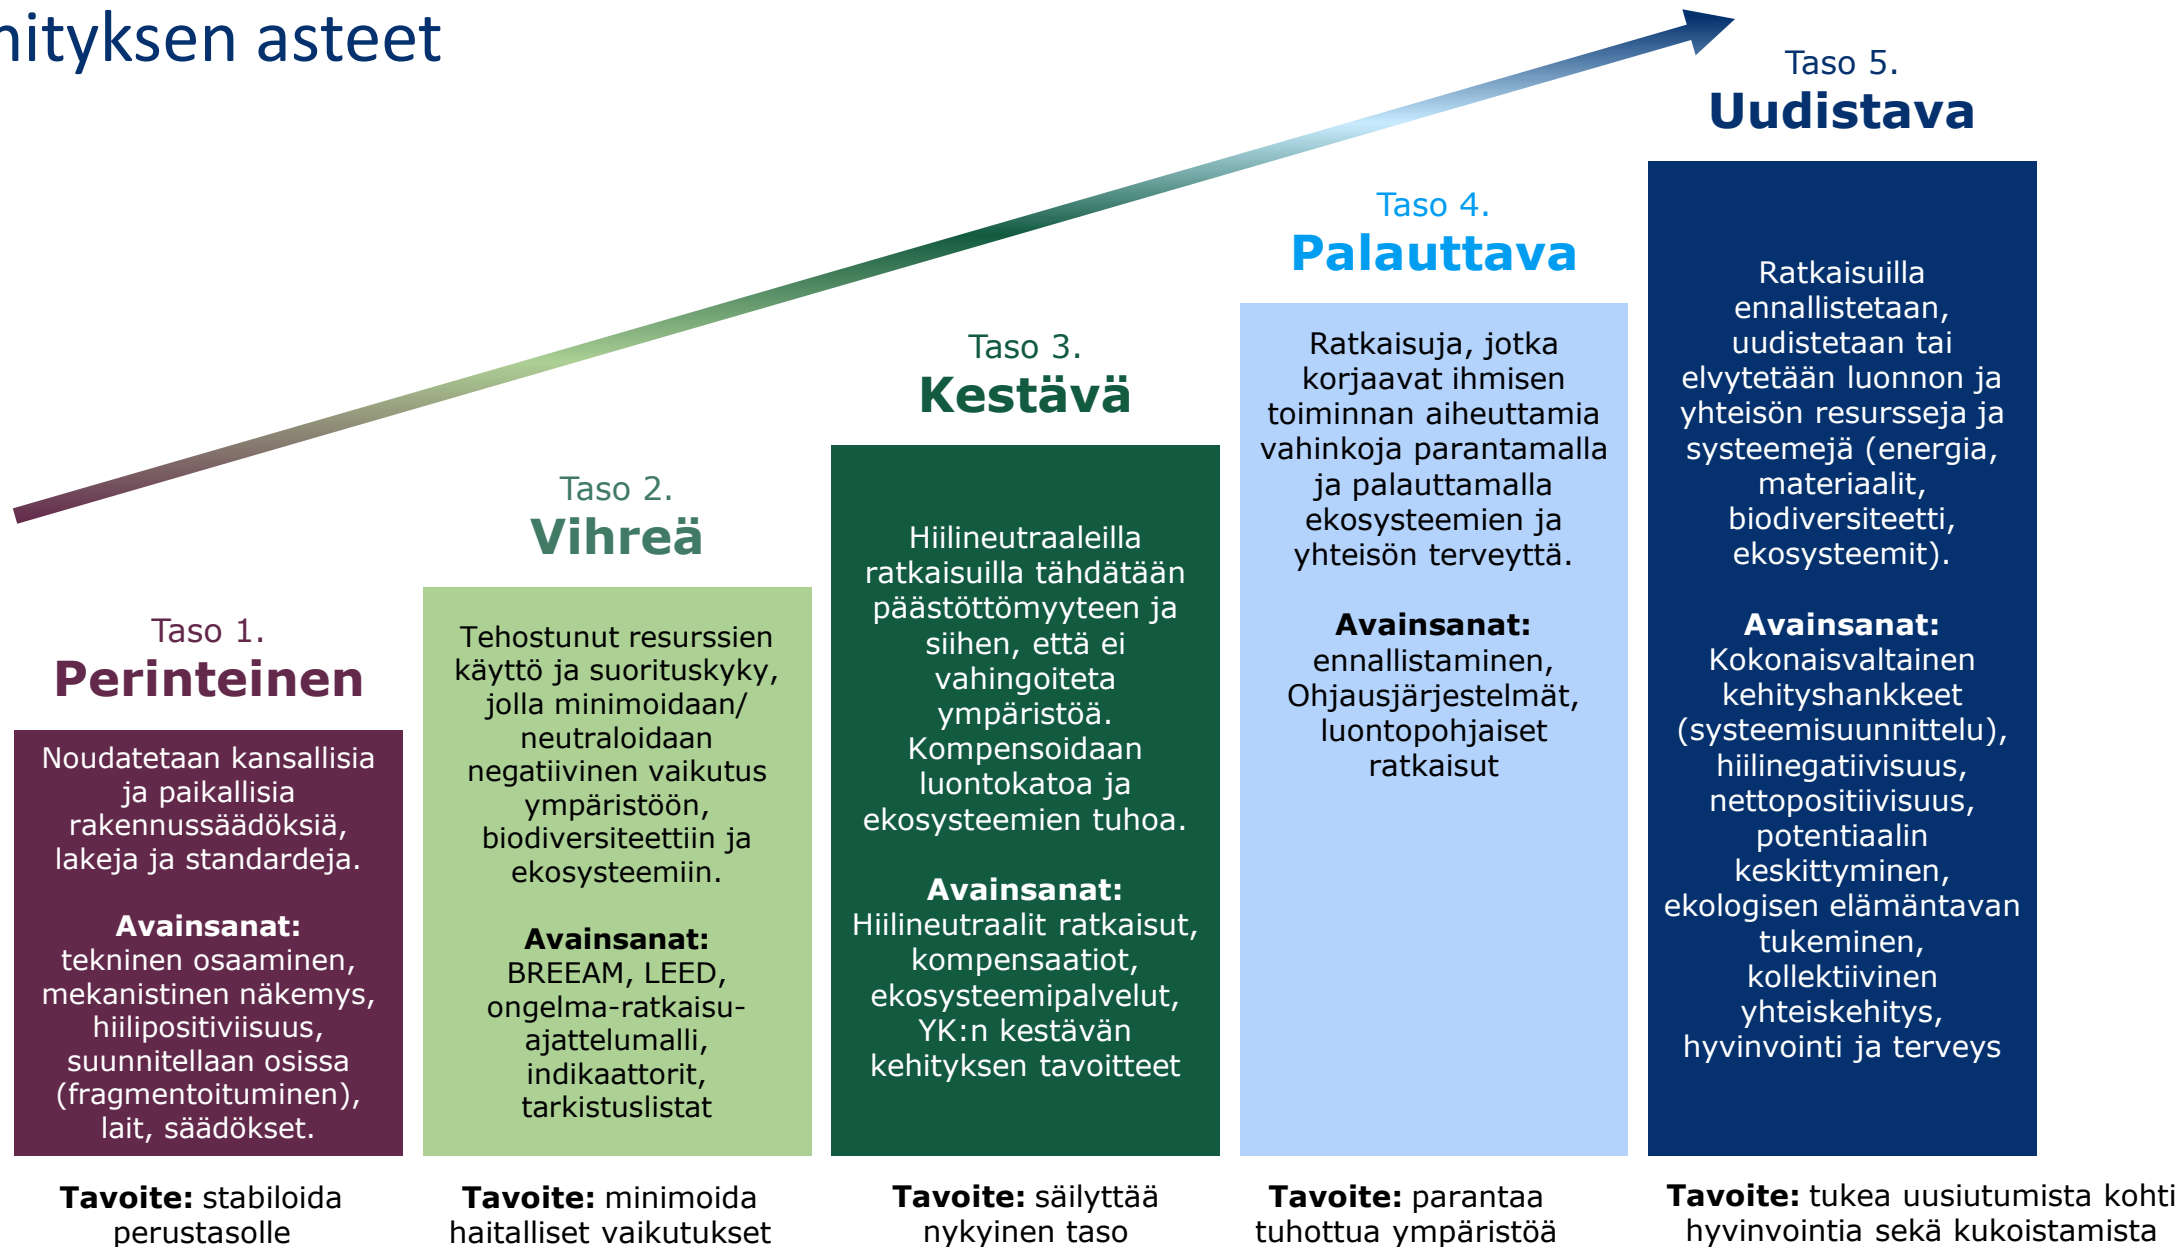 hityksen asteet
Taso 1.
Perinteinen
Noudatetaan kansallisia
ja paikallisia
rakennussäädöksiä,
lakeja ja standardeja.
Avainsanat:
tekninen osaaminen,
mekanistinen näkemys,
hiilipositiviisuus,
suunnitellaan osissa
(fragmentoituminen),
lait, säädökset.
Tavoite: stabiloida
perustasolle
Taso 2.
Vihreä
Tehostunut resurssien
käyttö ja suorituskyky,
jolla minimoidaan/
neutraloidaan
negatiivinen vaikutus
ympäristöön,
biodiversiteettiin ja
ekosysteemiin.
Avainsanat:
BREEAM, LEED,
ongelma-ratkaisu-
ajattelumalli,
indikaattorit,
tarkistuslistat
Tavoite: minimoida
haitalliset vaikutukset
Taso 3.
Kestävä
Hiilineutraaleilla
ratkaisuilla tähdätään
päästöttömyyteen ja
siihen, että ei
vahingoiteta
ympäristöä.
Kompensoidaan
luontokatoa ja
ekosysteemien tuhoa.
Avainsanat:
Hiilineutraalit ratkaisut,
kompensaatiot,
ekosysteemipalvelut,
YK:n kestävän
kehityksen tavoitteet
Tavoite: säilyttää
nykyinen taso
Taso 4.
Palauttava
Ratkaisuja, jotka
korjaavat ihmisen
toiminnan aiheuttamia
vahinkoja parantamalla
ja palauttamalla
ekosysteemien ja
yhteisön terveyttä.
Avainsanat:
ennallistaminen,
Ohjausjärjestelmät,
luontopohjaiset
ratkaisut
Tavoite: parantaa
tuhottua ympäristöä
Taso 5.
Uudistava
Ratkaisuilla
ennallistetaan,
uudistetaan tai
elvytetään luonnon ja
yhteisön resursseja ja
systeemejä (energia,
materiaalit,
biodiversiteetti,
ekosysteemit).
Avainsanat:
Kokonaisvaltainen
kehityshankkeet
(systeemisuunnittelu),
hiilinegatiivisuus,
nettopositiivisuus,
potentiaalin
keskittyminen,
ekologisen elämäntavan
tukeminen,
kollektiivinen
yhteiskehitys,
hyvinvointi ja terveys
Tavoite: tukea uusiutumista kohti
hyvinvointia sekä kukoistamista